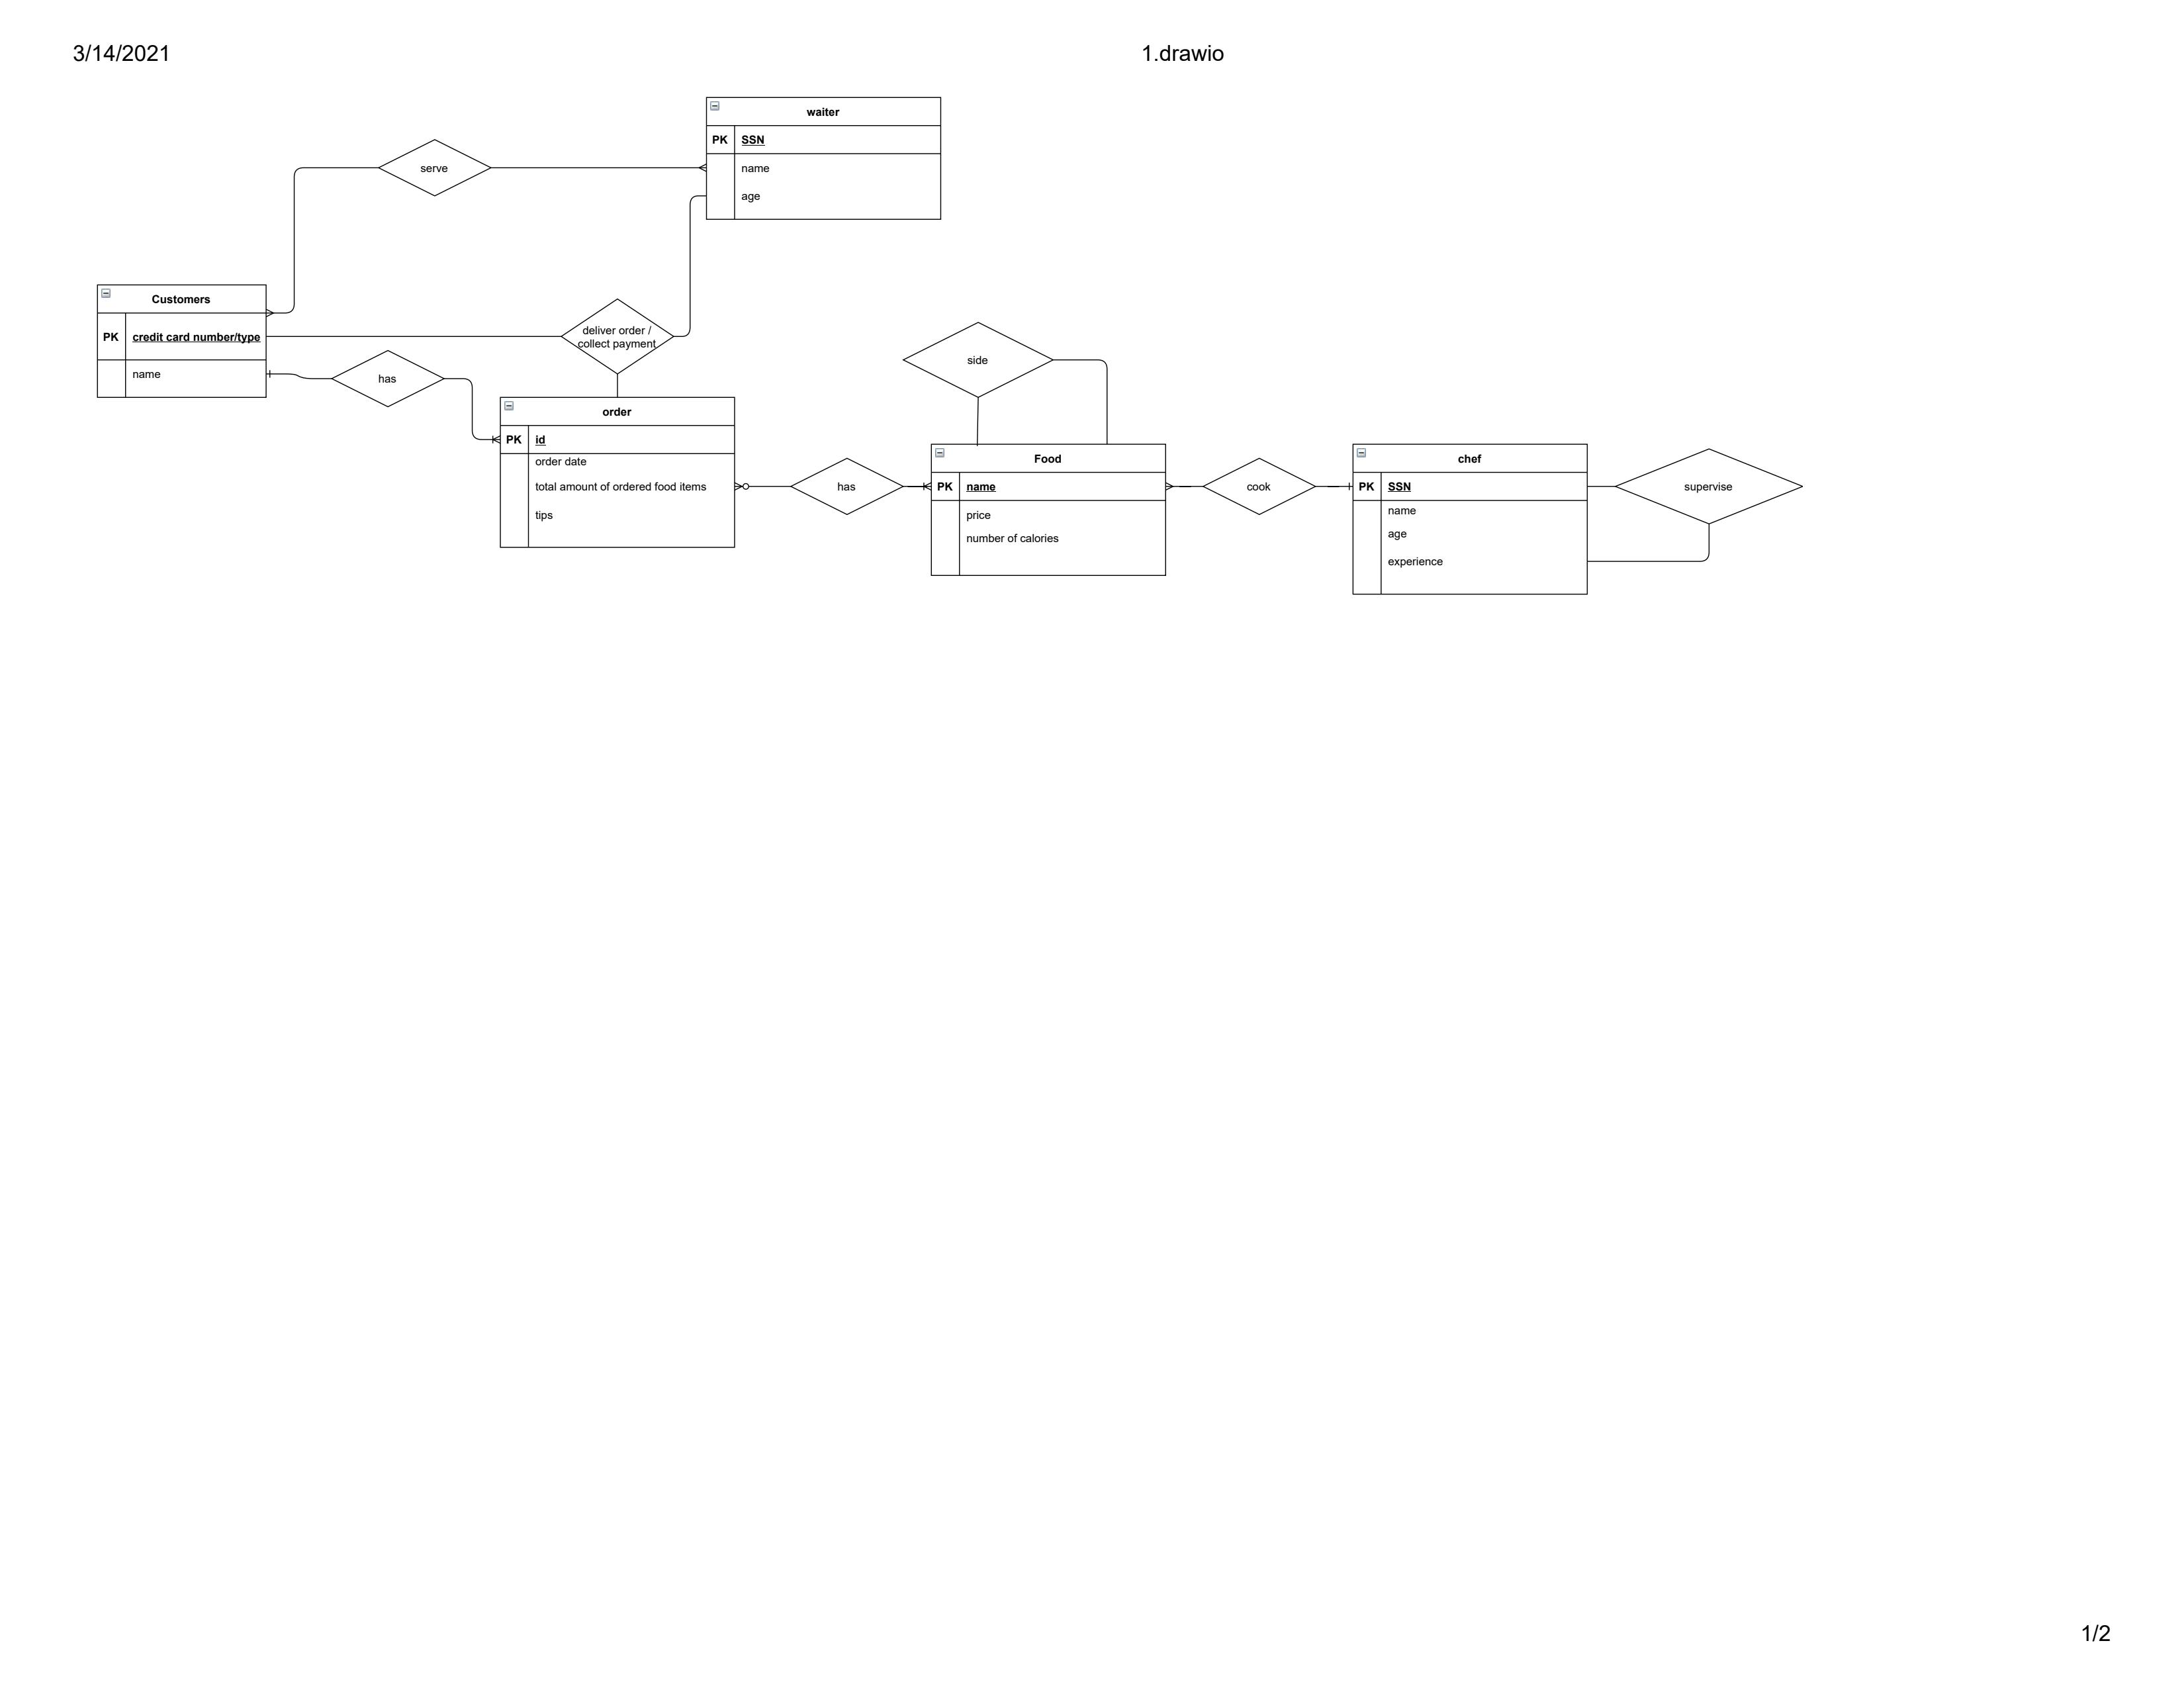 3/14/2021
1.drawio
waiter
PK
SSN
name
age
serve
Customers
PK
credit card number/type
name
deliver order /
collect payment
has
order
PK
id
order date
total amount of ordered food items
tips
has
side
Food
PK
name
price
number of calories
cook
chef
PK
SSN
name
age
experience
supervise
1/2